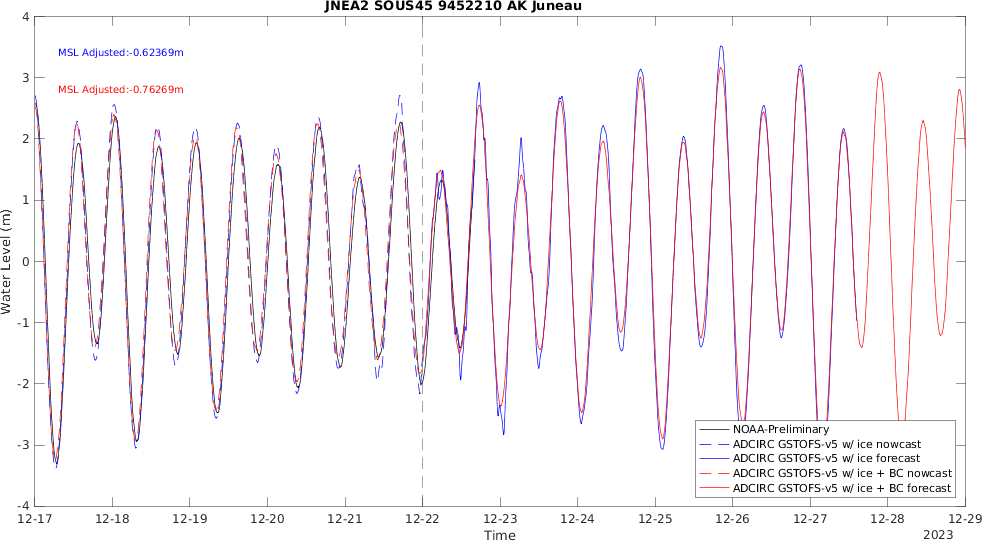 JNEA2 SOUS45 9452210 AK Juneau
MSL Adjusted:-0.62369m
MSL Adjusted:-0.76269m
Water Level (m)
4
3
2
1
0
-1
-2
-3
-4
NOAA-Preliminary
ADCIRC GSTOFS-v5 w/ ice nowcast
ADCIRC GSTOFS-v5 w/ ice forecast
ADCIRC GSTOFS-v5 w/ ice + BC nowcast
ADCIRC GSTOFS-v5 w/ ice + BC forecast
12-17 12-18 12-19 12-20 12-21 12-22 12-23 12-24 12-25 12-26 12-27 12-28 12-29
Time
2023